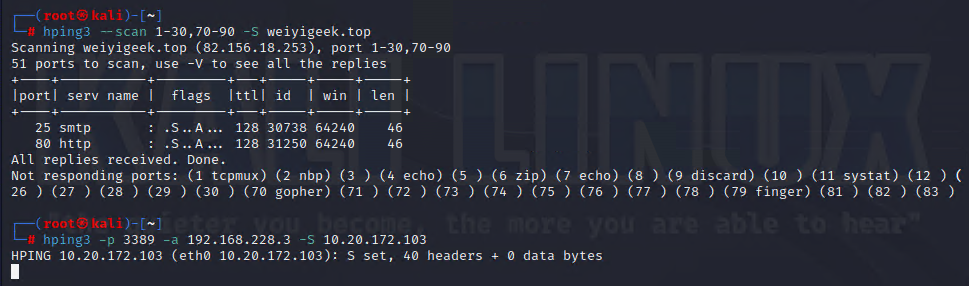 ┌──(root㉿kali)-[~]
└─# hping3 --scan 1-30,70-90 -S weiyigeek.top
Scanning weiyigeek.top (82.156.18.253), port 1-30,70-90
51 ports to scan, use -V to see all the replies
+----+-----------+---------+---+-----+-----+-----+
|port| serv name |  flags  |ttl| id  | win | len |
+----+-----------+---------+---+-----+-----+-----+
   25 smtp       : .S..A... 128 30738 64240    46
   80 http       : .S..A... 128 31250 64240    46
All replies received. Done.
Not responding ports: (1 tcpmux) (2 nbp) (3 ) (4 echo) (5 ) (6 zip) (7 echo) (8 ) (9 discard) (10 ) (11 systat) (12 ) (
26 ) (27 ) (28 ) (29 ) (30 ) (70 gopher) (71 ) (72 ) (73 ) (74 ) (75 ) (76 ) (77 ) (78 ) (79 finger) (81 ) (82 ) (83 )
┌──(root㉿kali)-[~]
└─# hping3 -p 3389 -a 192.168.228.3 -S 10.20.172.103
HPING 10.20.172.103 (eth0 10.20.172.103): S set, 40 headers + 0 data bytes
KALI LINUX
you become, the more you are able to hear"